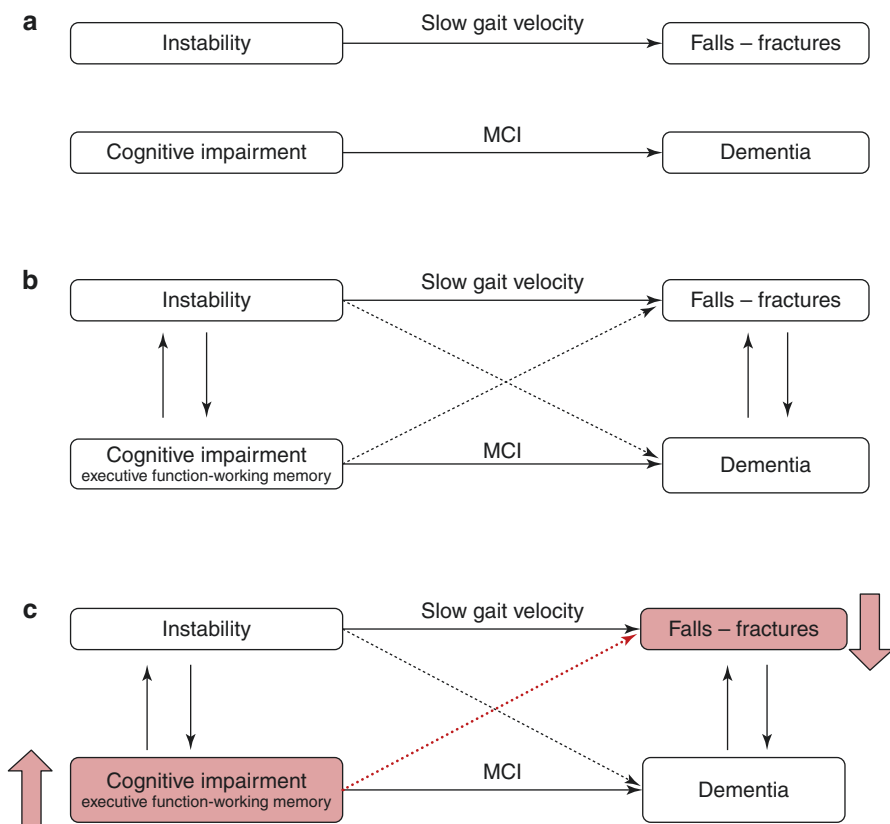 a
Instability
Slow gait velocity
Falls – fractures
Cognitive impairment
MCI
Dementia
b
Instability
Slow gait velocity
Falls – fractures
Cognitive impairment
executive function-working memory
MCI
Dementia
c
Instability
Slow gait velocity
Falls – fractures
Cognitive impairment
executive function-working memory
MCI
Dementia